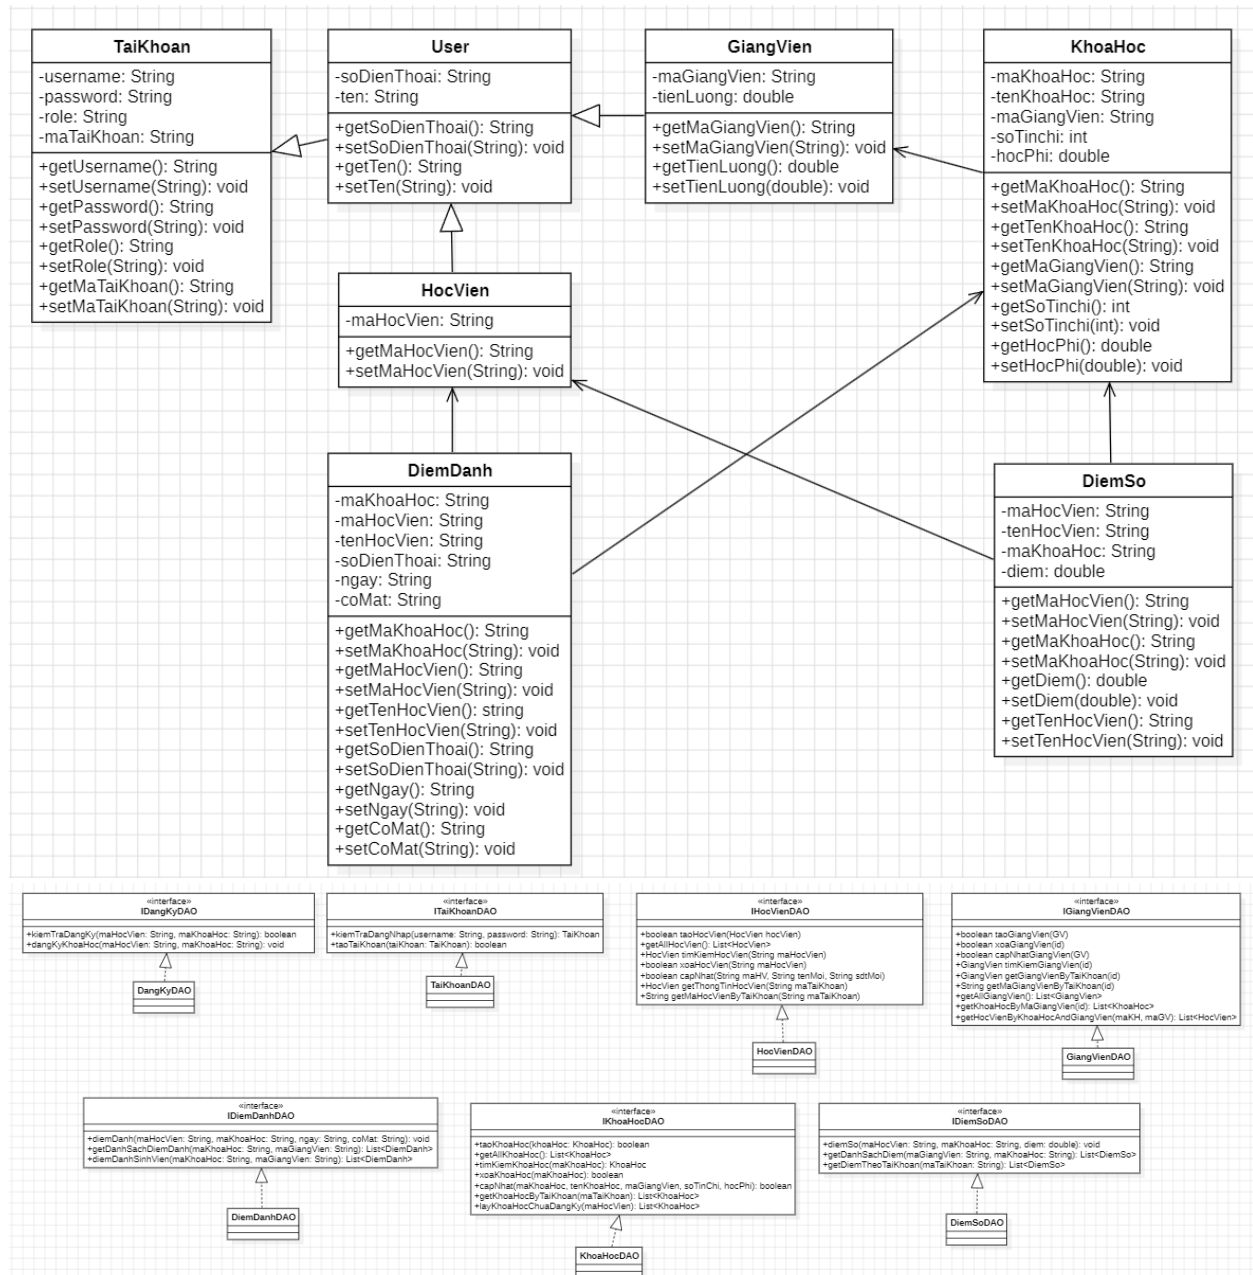 TaiKhoan
-username: String
-password: String
-role: String
-maTaiKhoan: String
+getUsername(): String
+setUsername(String): void
+getPassword(): String
+setPassword(String): void
+getRole(): String
+setRole(String): void
+getMaTaiKhoan(): String
+setMaTaiKhoan(String): void
User
-soDienThoai: String
-ten: String
+getSoDienThoai(): String
+setSoDienThoai(String): void
+getTen(): String
+setTen(String): void
GiangVien
-maGiangVien: String
-tienLuong: double
+getMaGiangVien(): String
+setMaGiangVien(String): void
+getTienLuong(): double
+setTienLuong(double): void
KhoaHoc
-maKhoaHoc: String
-tenKhoaHoc: String
-maGiangVien: String
-soTinchi: int
-hocPhi: double
+getMaKhoaHoc(): String
+setMaKhoaHoc(String): void
+getTenKhoaHoc(): String
+setTenKhoaHoc(String): void
+getMaGiangVien(): String
+setMaGiangVien(String): void
+getSoTinchi(): int
+setSoTinchi(int): void
+getHocPhi(): double
+setHocPhi(double): void
HocVien
-maHocVien: String
+getMaHocVien(): String
+setMaHocVien(String): void
DiemDanh
-maKhoaHoc: String
-maHocVien: String
-tenHocVien: String
-soDienThoai: String
-ngay: String
-coMat: String
+getMaKhoaHoc(): String
+setMaKhoaHoc(String): void
+getMaHocVien(): String
+setMaHocVien(String): void
+getTenHocVien(): string
+setTenHocVien(String): void
+getSoDienThoai(): String
+setSoDienThoai(String): void
+getNgay(): String
+setNgay(String): void
+getCoMat(): String
+setCoMat(String): void
DiemSo
-maHocVien: String
-tenHocVien: String
-maKhoaHoc: String
-diem: double
+getMaHocVien(): String
+setMaHocVien(String): void
+getMaKhoaHoc(): String
+setMaKhoaHoc(String): void
+getDiem(): double
+setDiem(double): void
+getTenHocVien(): String
+setTenHocVien(String): void
«interface»
IDangKyDAO
+kiemTraDangKy(maHocVien: String, maKhoaHoc: String): boolean
+dangKyKhoaHoc(maHocVien: String, maKhoaHoc: String): void
DangKyDAO
«interface»
ITaiKhoanDAO
+kiemTraDangNhap(username: String, password: String): TaiKhoan
+taoTaiKhoan(taiKhoan: TaiKhoan): boolean
TaiKhoanDAO
«interface»
IHocVienDAO
+boolean taoHocVien(HocVien hocVien)
+getAllHocVien(): List<HocVien>
+HocVien timKiemHocVien(String maHocVien)
+boolean xoaHocVien(String maHocVien)
+boolean capNhat(String maHV, String tenMoi, String sdtMoi)
+HocVien getThongTinHocVien(String maTaiKhoan)
+String getMaHocVienByTaiKhoan(String maTaiKhoan)
HocVienDAO
«interface»
IGiangVienDAO
+boolean taoGiangVien(GV)
+boolean xoaGiangVien(id)
+boolean capNhatGiangVien(GV)
+GiangVien timKiemGiangVien(id)
+GiangVien getGiangVienByTaiKhoan(id)
+String getMaGiangVienByTaiKhoan(id)
+getAllGiangVien(): List<GiangVien>
+getKhoaHocByMaGiangVien(id): List<KhoaHoc>
+getHocVienByKhoaHocAndGiangVien(maKH, maGV): List<HocVien>
GiangVienDAO
«interface»
IDiemDanhDAO
+diemDanh(maHocVien: String, maKhoaHoc: String, ngay: String, coMat: String): void
+getDanhSachDiemDanh(maKhoaHoc: String, maGiangVien: String): List<DiemDanh>
+diemDanhSinhVien(maKhoaHoc: String, maGiangVien: String): List<DiemDanh>
DiemDanhDAO
«interface»
IKhoaHocDAO
+taoKhoaHoc(khoaHoc: KhoaHoc): boolean
+getAllKhoaHoc(): List<KhoaHoc>
+timKiemKhoaHoc(maKhoaHoc): KhoaHoc
+xoaKhoaHoc(maKhoaHoc): boolean
+capNhat(maKhoaHoc, tenKhoaHoc, maGiangVien, soTinChi, hocPhi): boolean
+getKhoaHocByTaiKhoan(maTaiKhoan): List<KhoaHoc>
+layKhoaHocChuaDangKy(maHocVien): List<KhoaHoc>
KhoaHocDAO
«interface»
IDiemSoDAO
+diemSo(maHocVien: String, maKhoaHoc: String, diem: double): void
+getDanhSachDiem(maGiangVien: String, maKhoaHoc: String): List<DiemSo>
+getDiemTheoTaiKhoan(maTaiKhoan: String): List<DiemSo>
DiemSoDAO